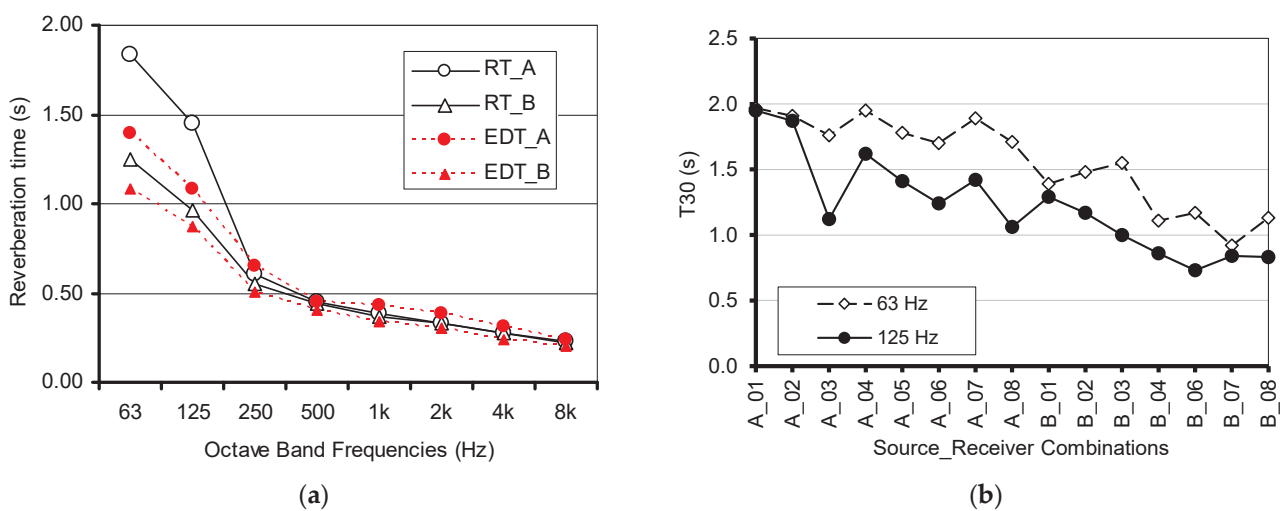 2.00
1.50
1.00
0.50
0.00
Reverberation time (s)
RT_A
RT_B
EDT_A
EDT_B
63 125 250 500 1k 2k 4k 8k
Octave Band Frequencies (Hz)
(a)
2.5
2.0
1.5
1.0
0.5
0.0
T30 (s)
63 Hz
125 Hz
A_01 A_02 A_03 A_04 A_05 A_06 A_07 A_08 B_01 B_02 B_03 B_04 B_06 B_07 B_08
Source_Receiver Combinations
(b)